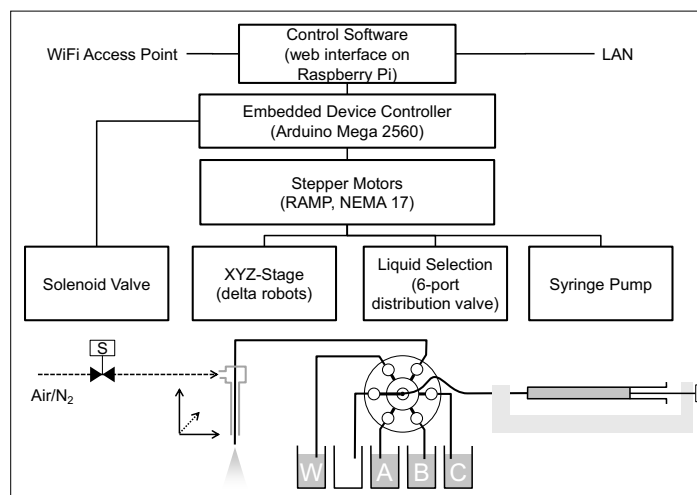 Control Software
(web interface on
Raspberry Pi)
WiFi Access Point
LAN
Embedded Device Controller
(Arduino Mega 2560)
Stepper Motors
(RAMP, NEMA 17)
Solenoid Valve
XYZ-Stage
(delta robots)
Liquid Selection
(6-port
distribution valve)
Syringe Pump
S
Air/N₂
W
A
B
C